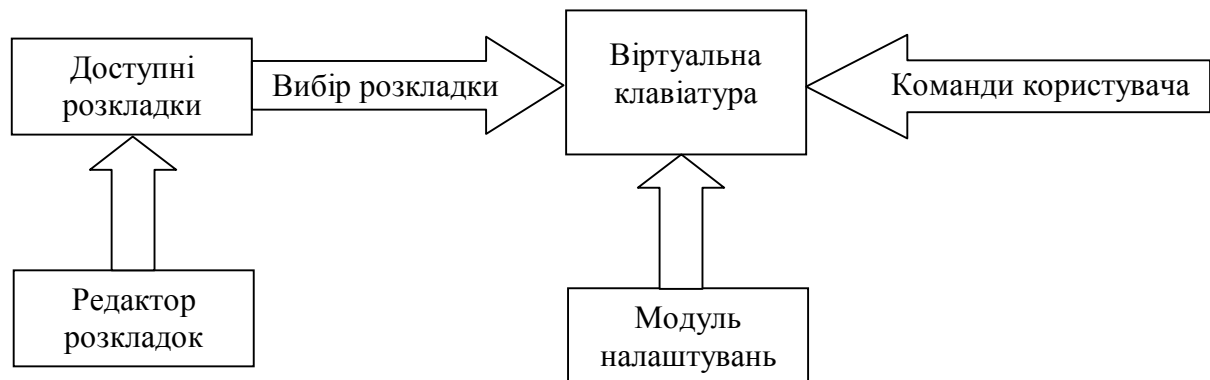 Доступні
розкладки
Вибір розкладки
Віртуальна
клавіатура
Команди користувача
Редактор
розкладок
Модуль
налаштувань